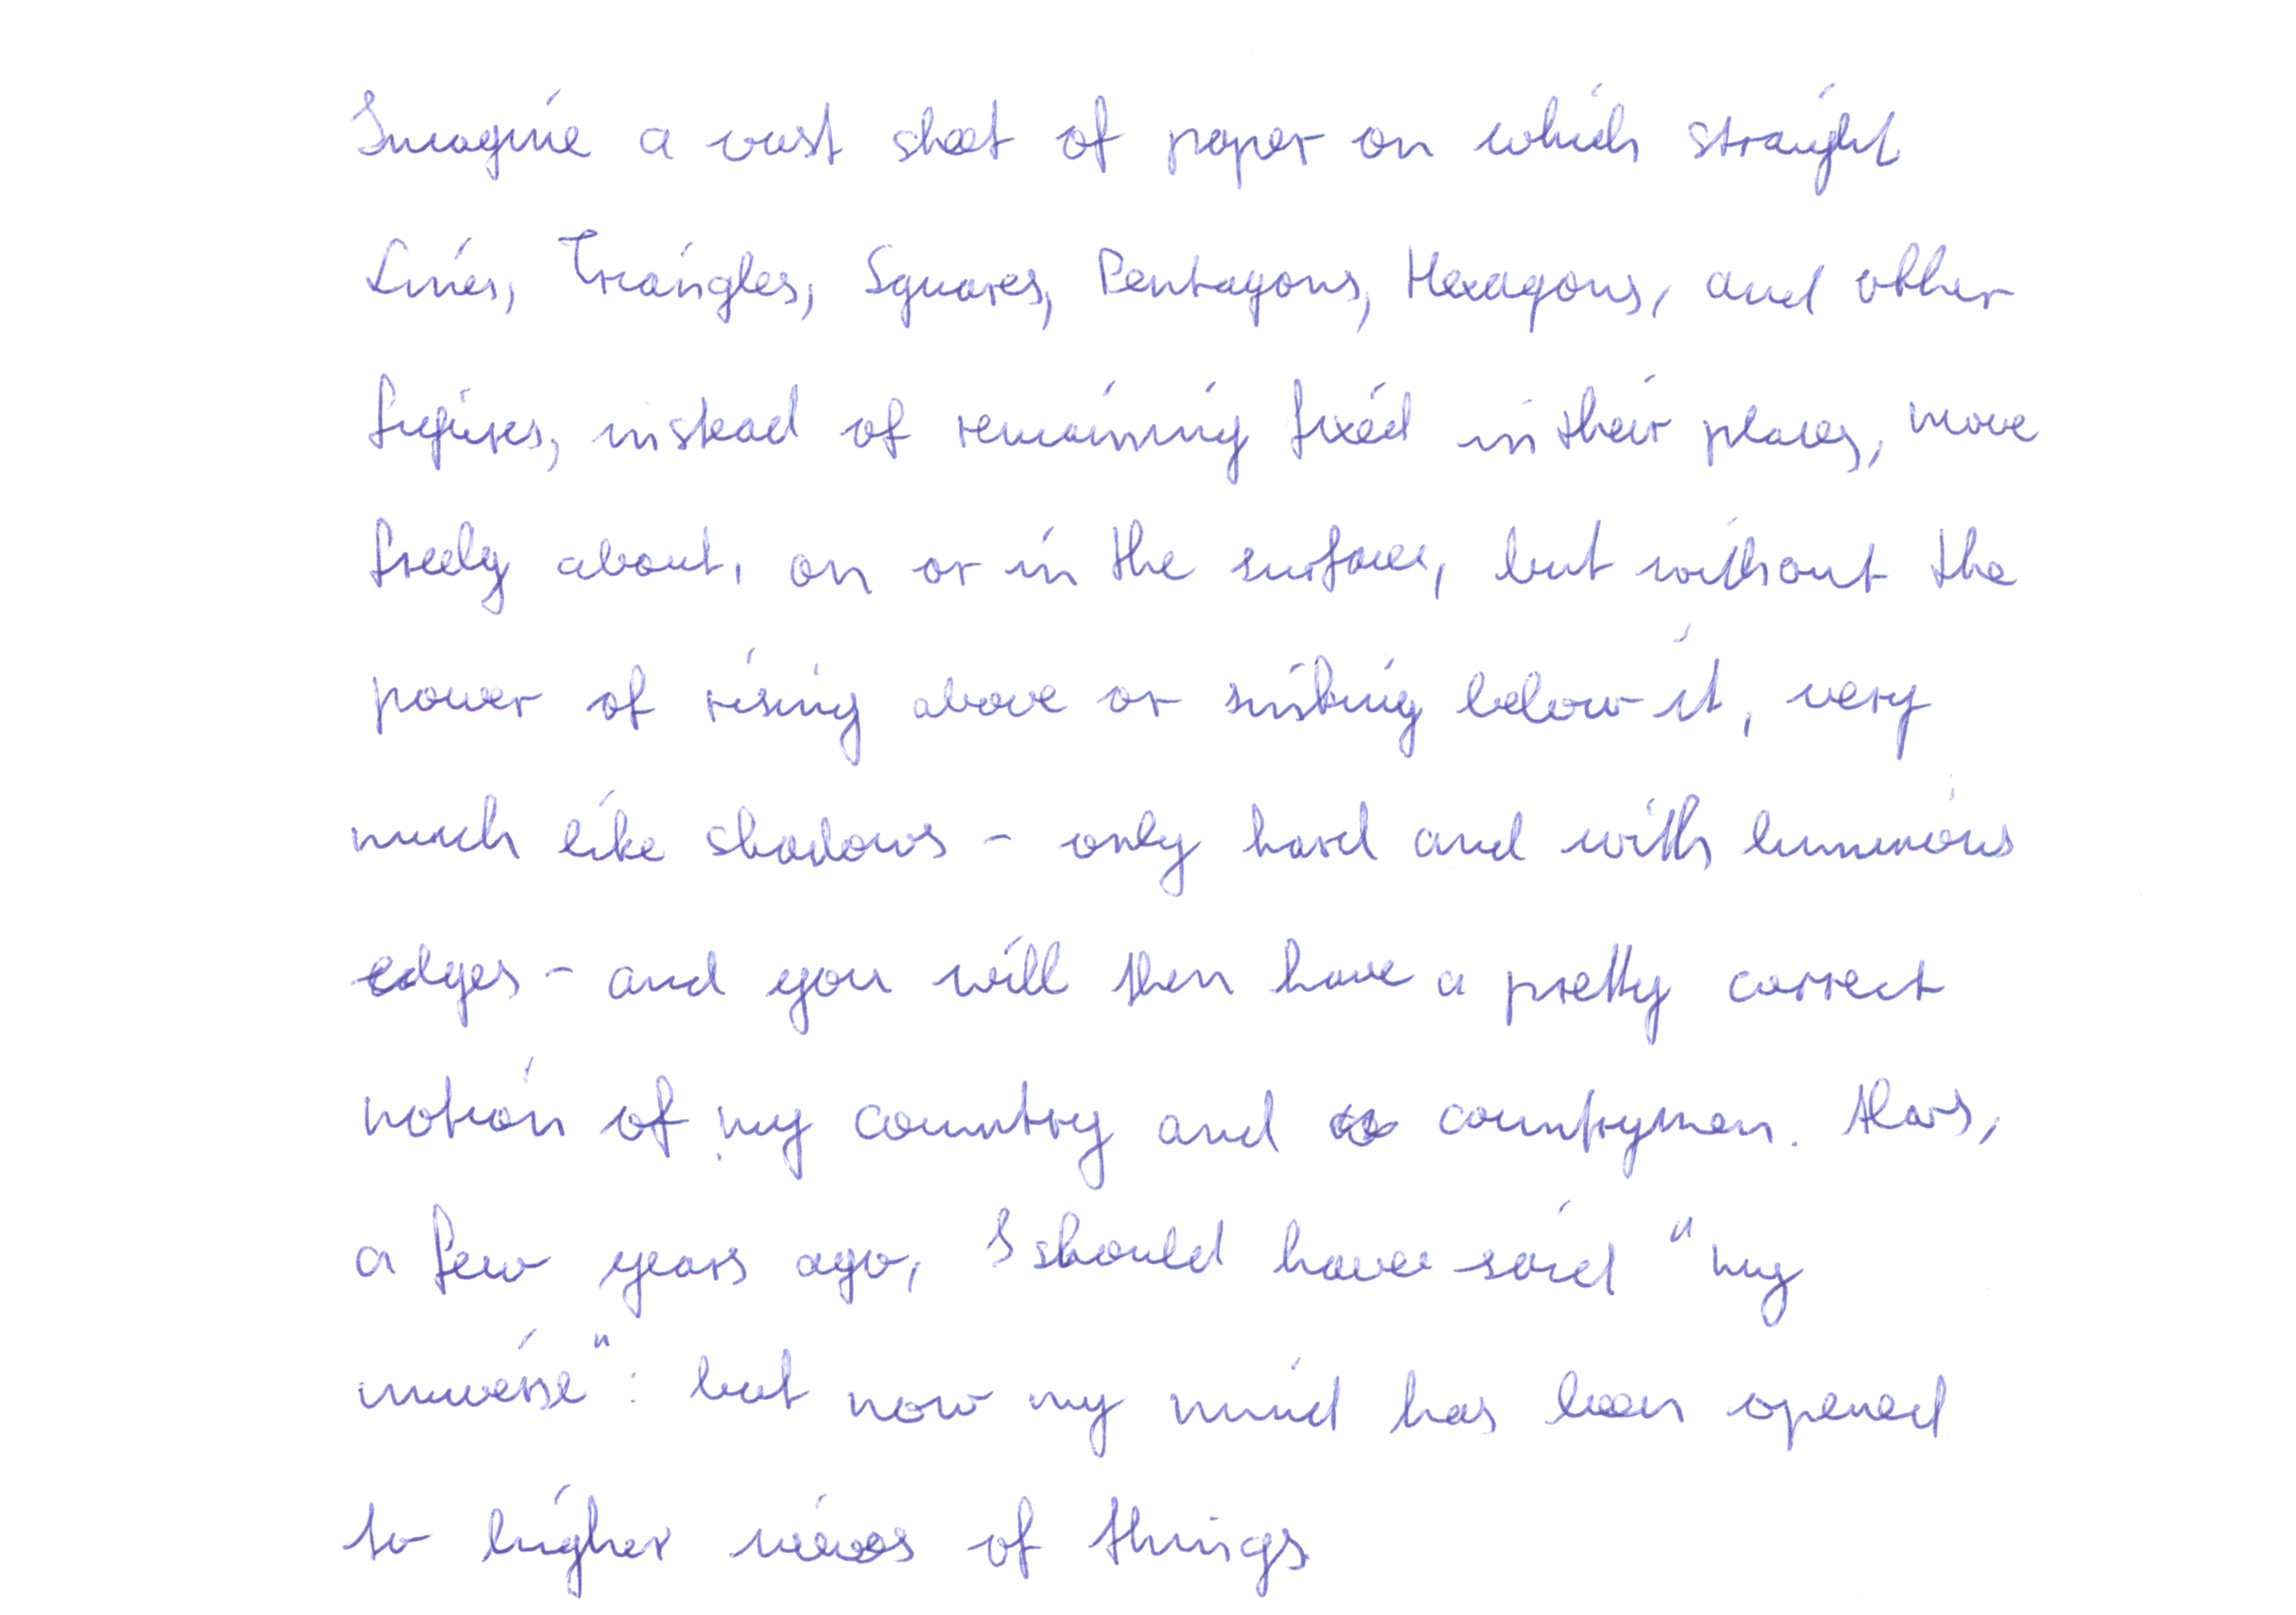 Imagine a vast sheet of paper on which straight
Lines, Triangles, Squares, Pentagons, Hexagons, and other
figures, instead of remaining fixed in their places, move
freely about, on or in the surface, but without the
power of rising above or sinking below it, very
much like shadows - only hard and with luminous
edges - and you will then have a pretty correct
notion of my country and countrymen. Alas,
a few years ago, I should have said "my
universe": but now my mind has been opened
to higher views of things